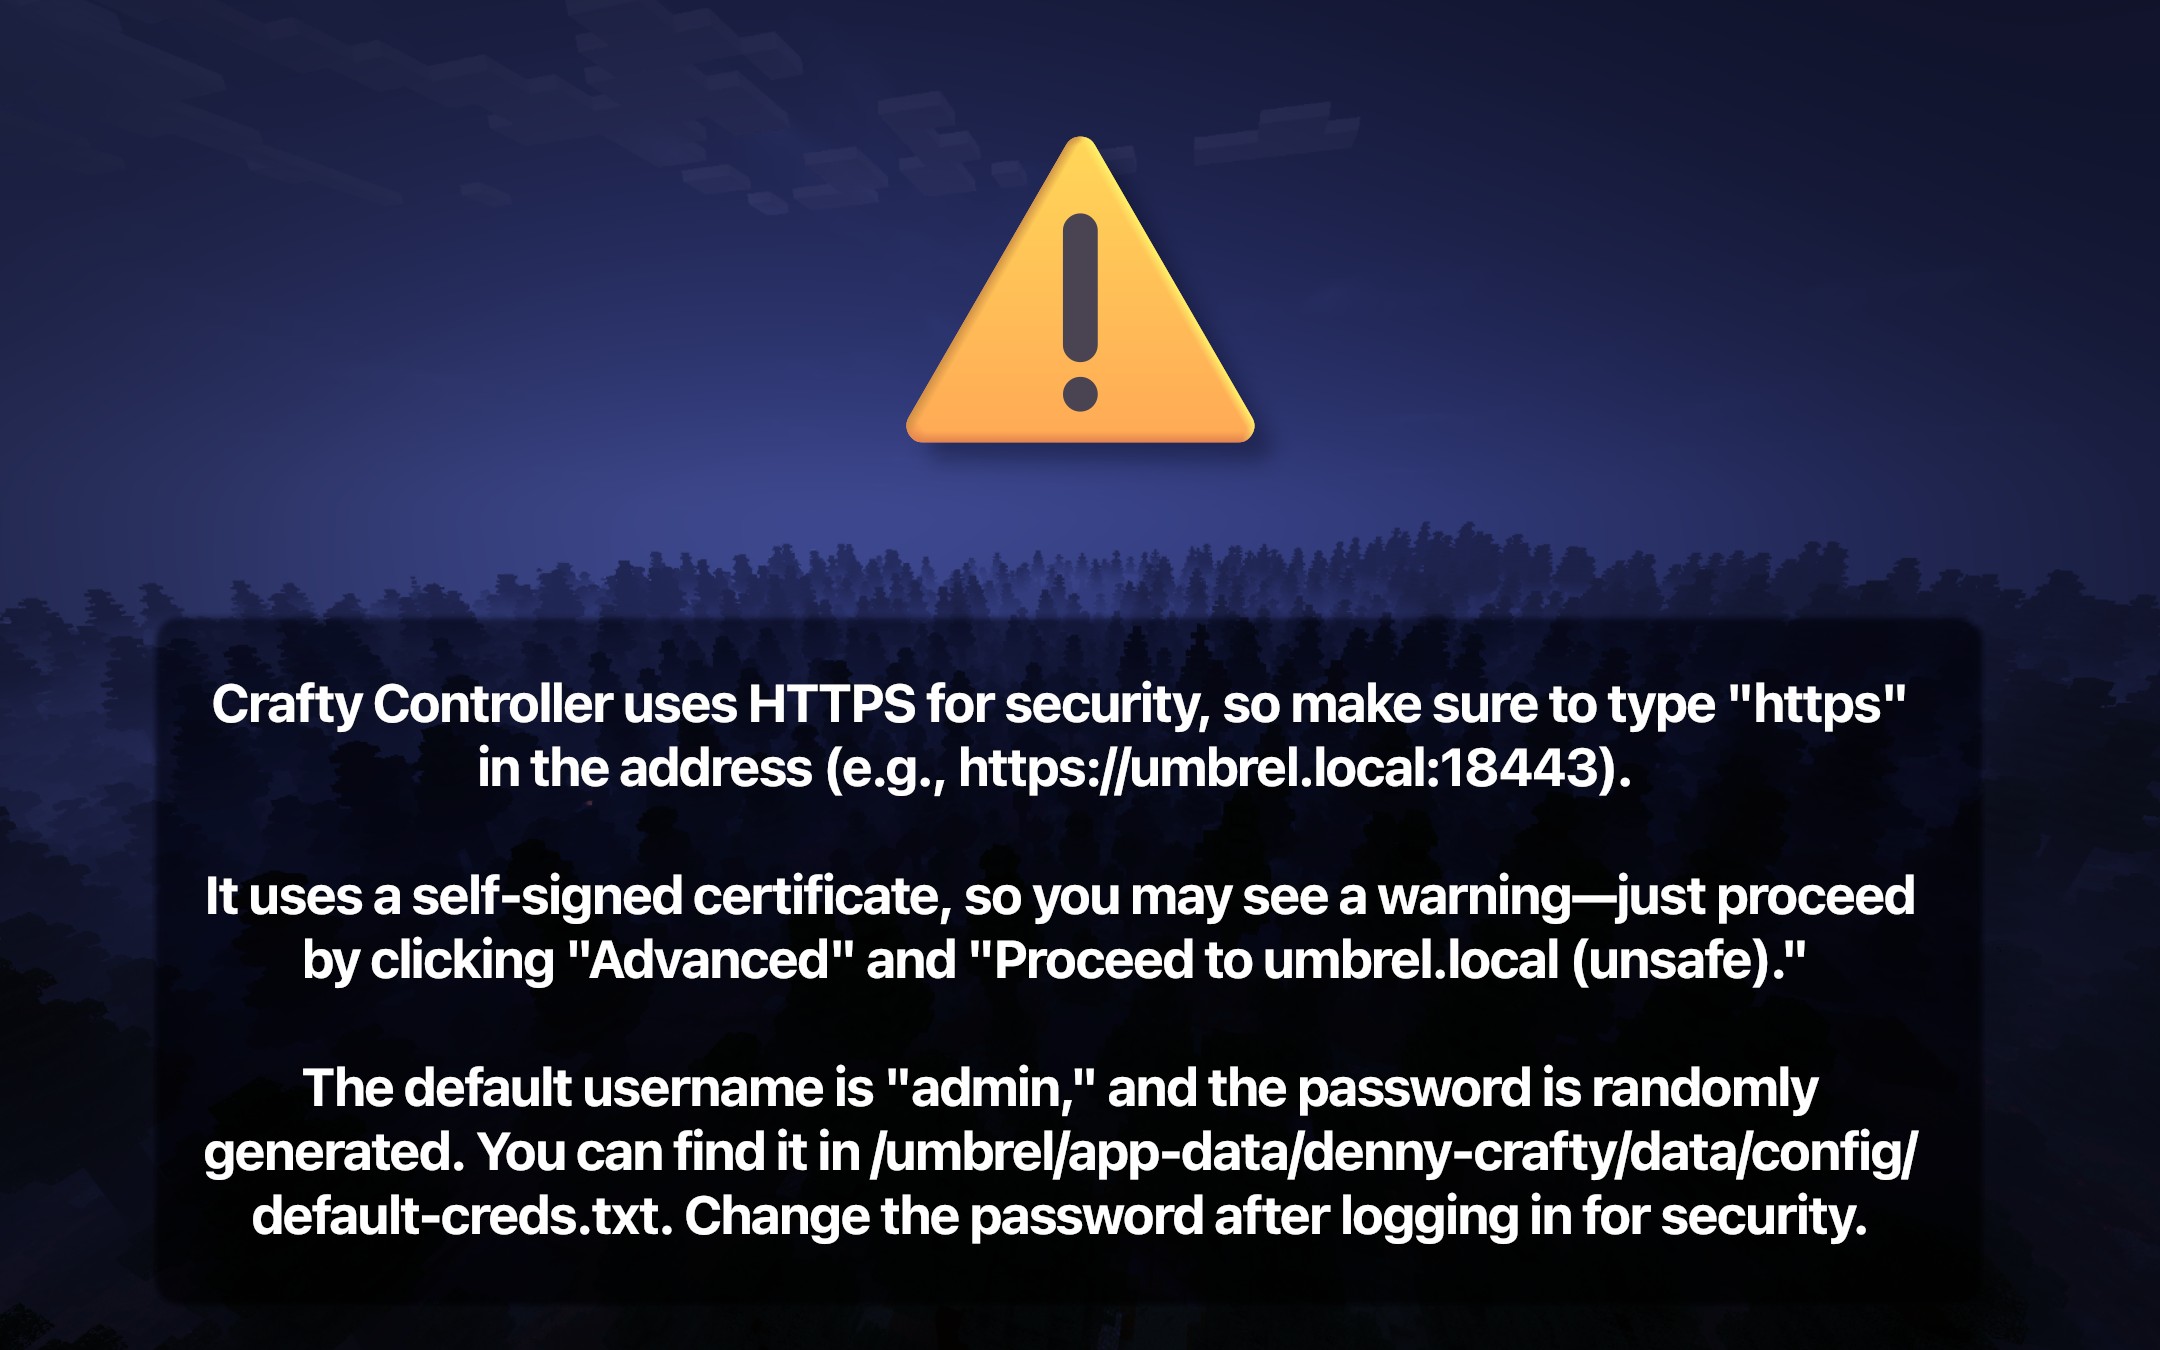 Crafty Controller uses HTTPS for security, so make sure to type "https"
in the address (e.g., https://umbrel.local:18443).
It uses a self-signed certificate, so you may see a warning—just proceed
by clicking "Advanced" and "Proceed to umbrel.local (unsafe)."
The default username is "admin," and the password is randomly
generated. You can find it in /umbrel/app-data/denny-crafty/data/config/
default-creds.txt. Change the password after logging in for security.